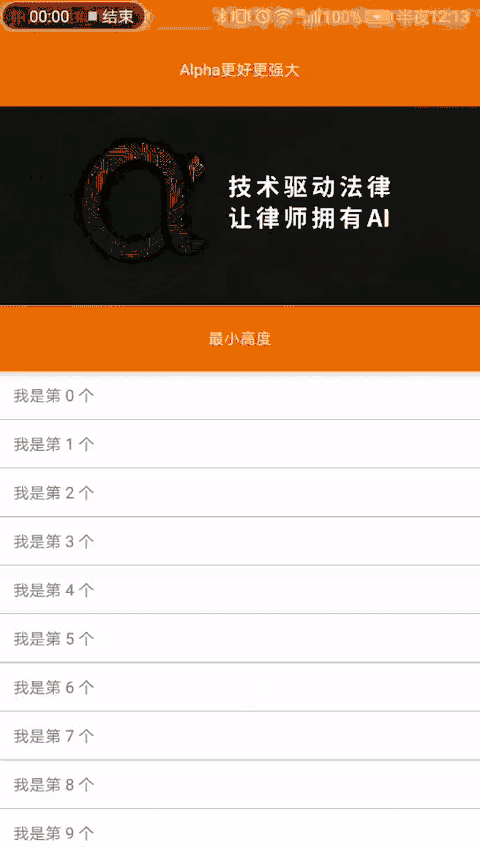 00:00 结束 100% 半夜12:13
Alpha更好更强大
技术驱动法律
让律师拥有AI
最小高度
我是第 0 个
我是第 1 个
我是第 2 个
我是第 3 个
我是第 4 个
我是第 5 个
我是第 6 个
我是第 7 个
我是第 8 个
我是第 9 个